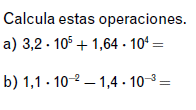 Calcula estas operaciones.
a) 3,2 · 10⁵ + 1,64 · 10⁴ =
b) 1,1 · 10⁻² – 1,4 · 10⁻³ =